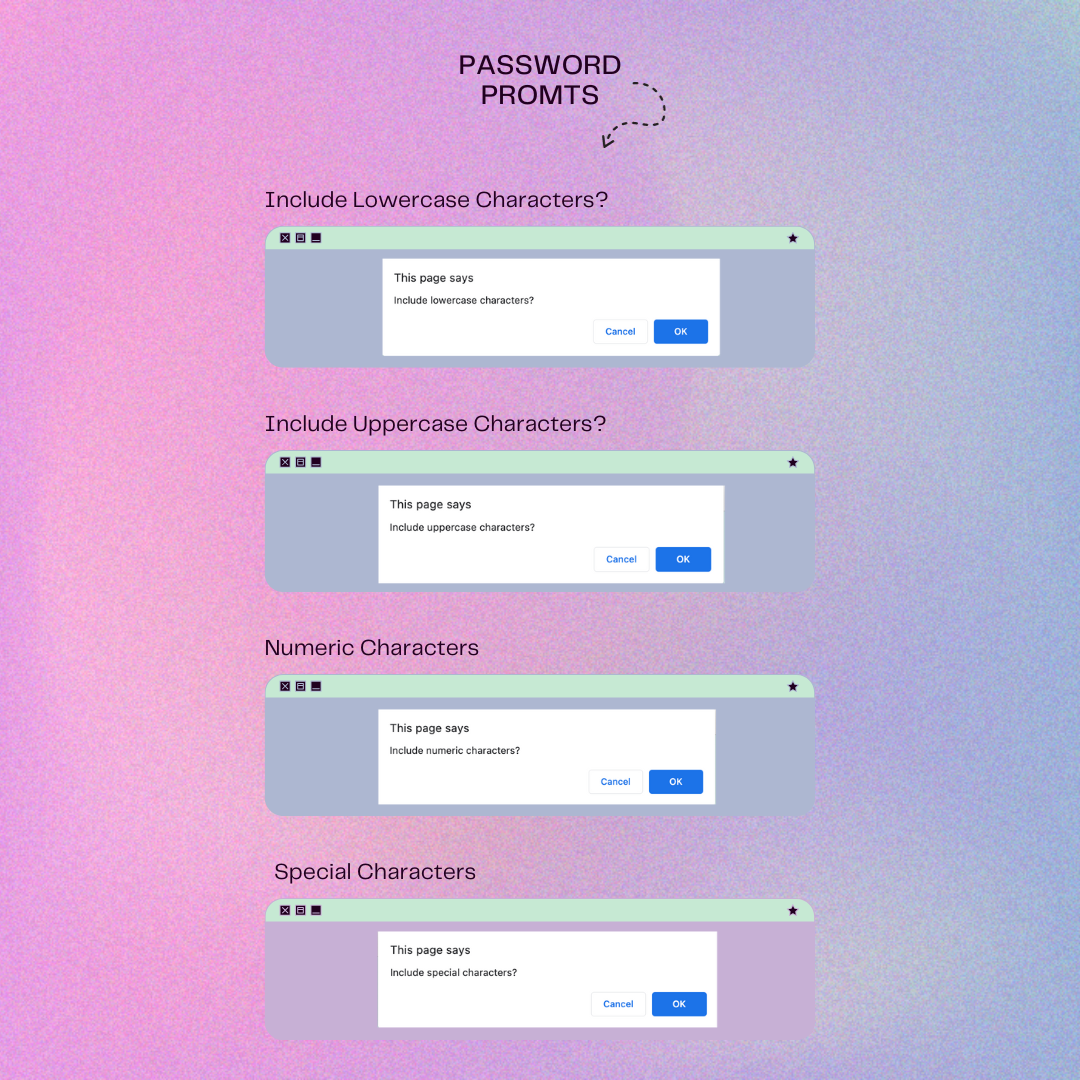 PASSWORD
PROMTS
Include Lowercase Characters?
This page says
Include lowercase characters?
Cancel OK
Include Uppercase Characters?
This page says
Include uppercase characters?
Cancel OK
Numeric Characters
This page says
Include numeric characters?
Cancel OK
Special Characters
This page says
Include special characters?
Cancel OK